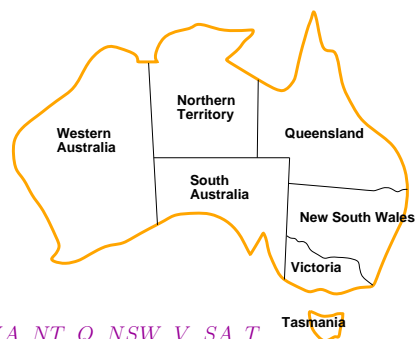 Northern
Territory
Western
Australia
Queensland
South
Australia
New South Wales
Victoria
Tasmania
NT Q NSW V SA T